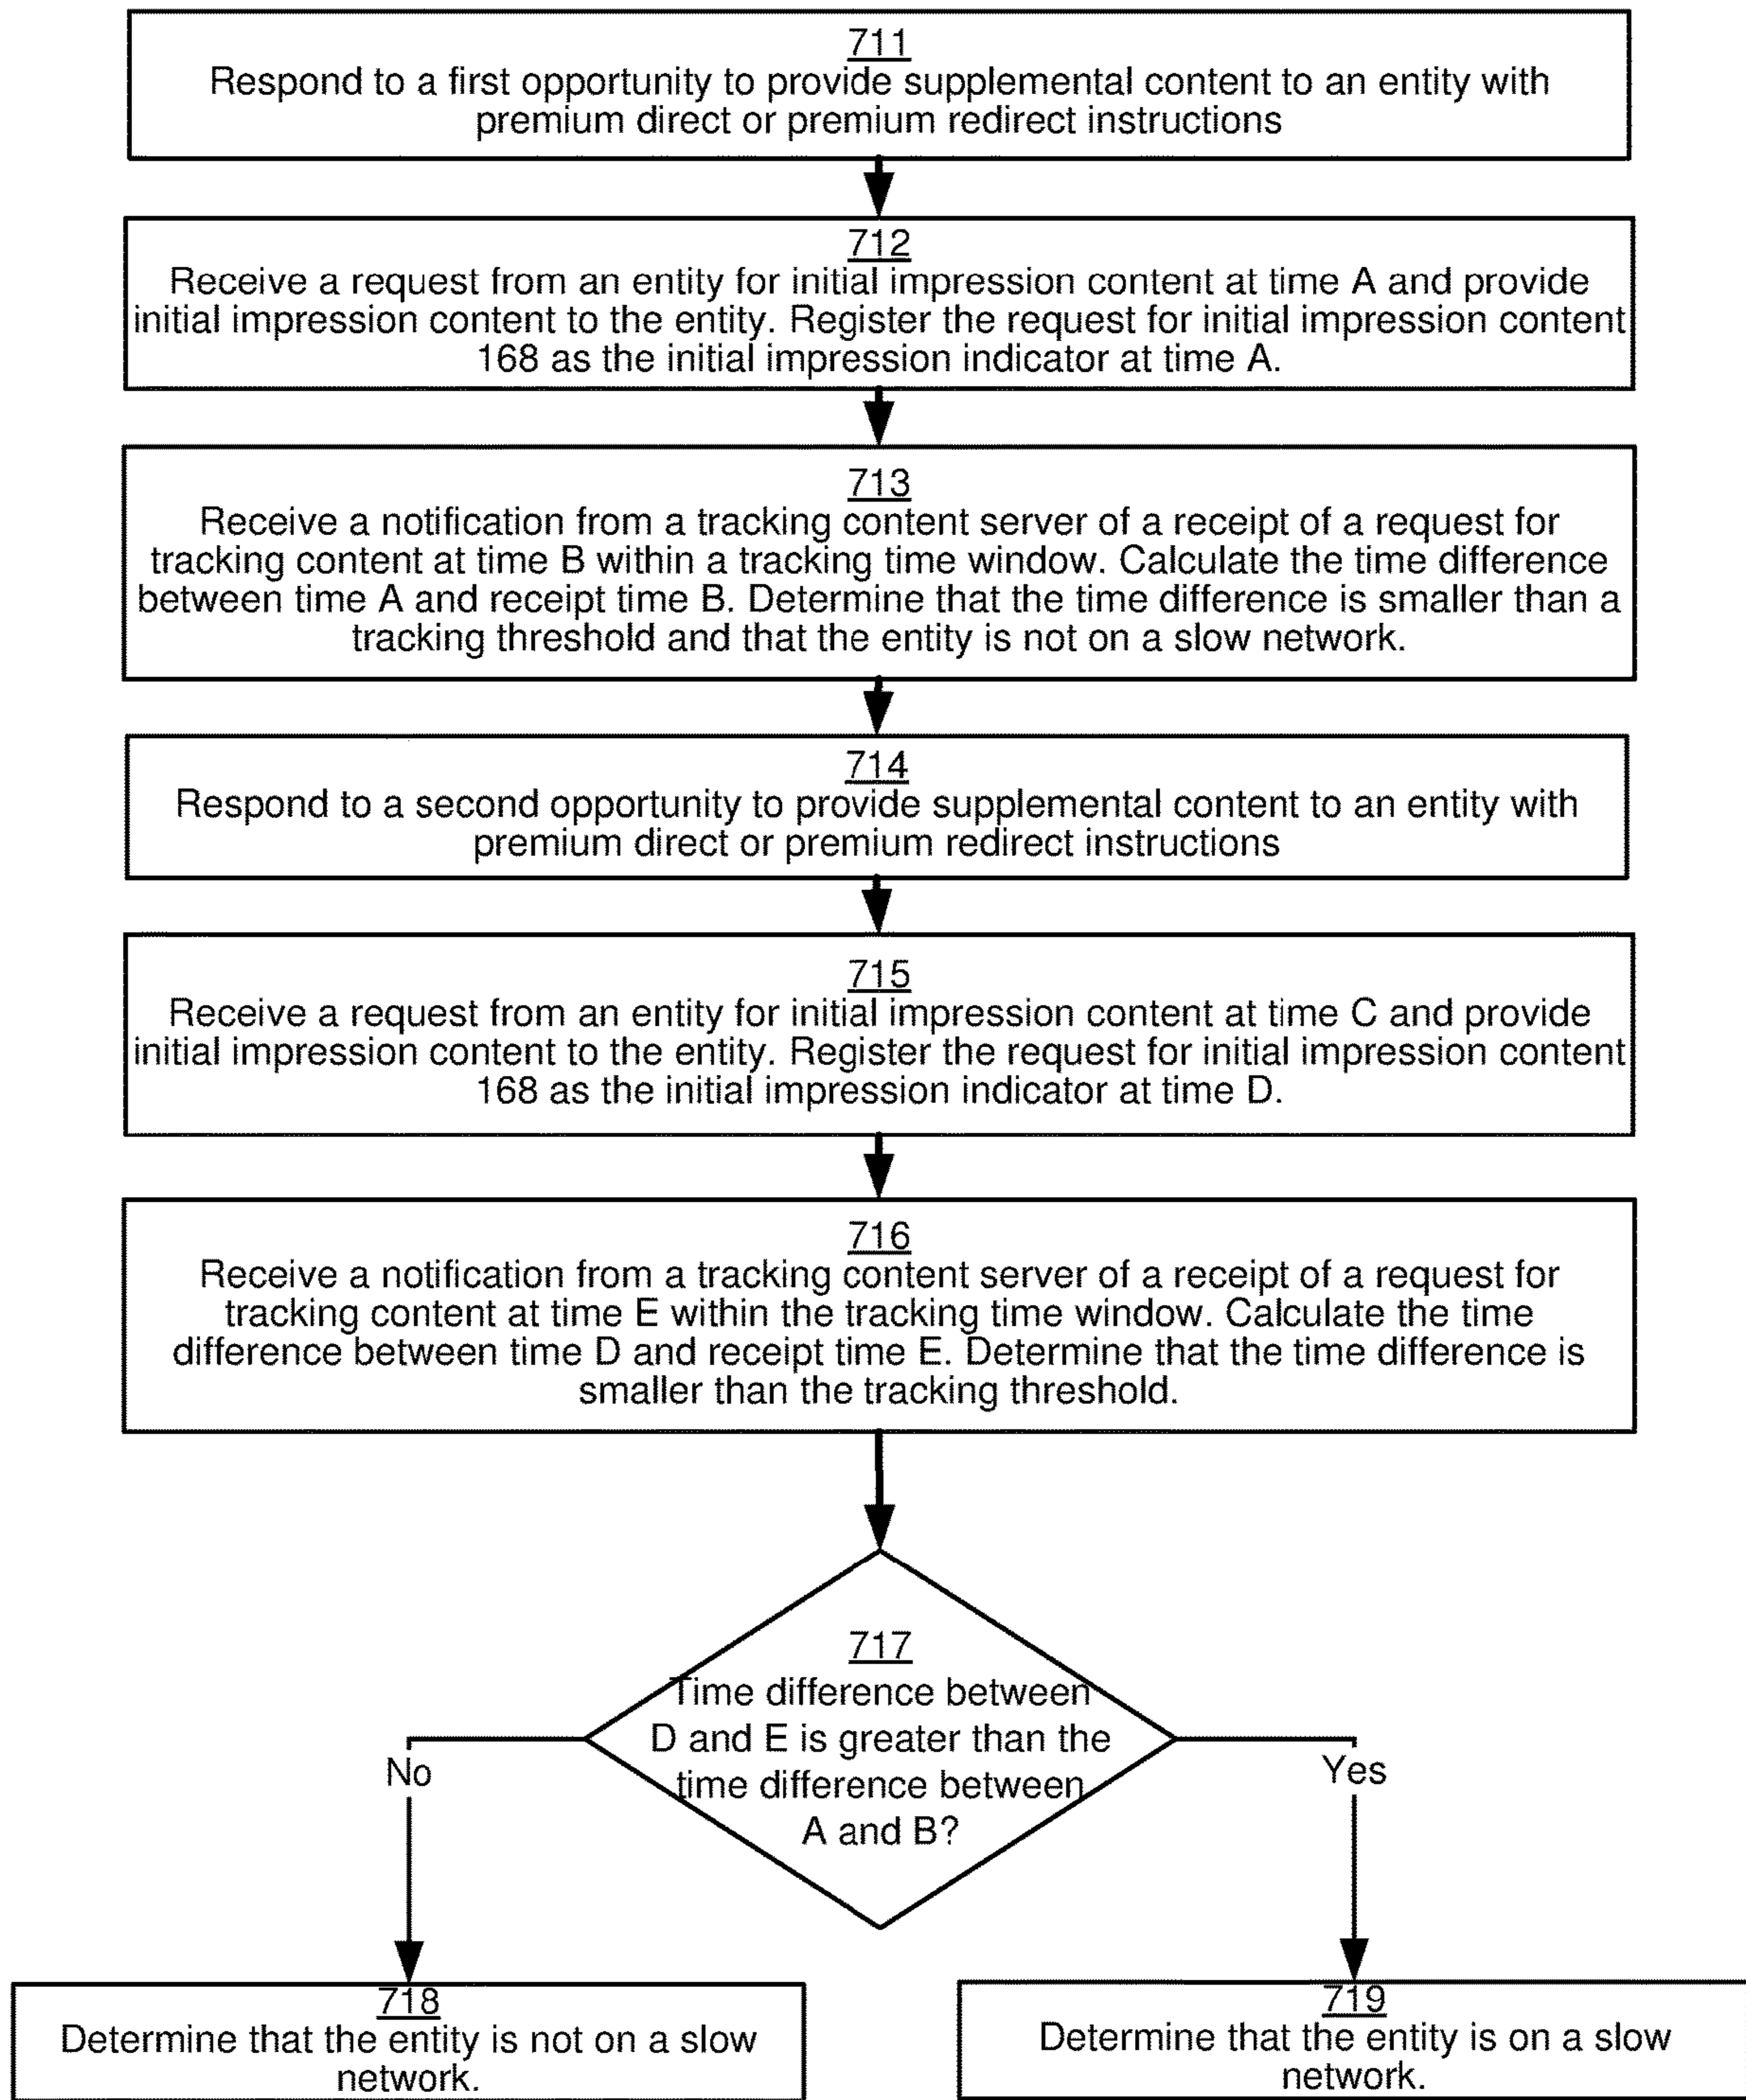 711
Respond to a first opportunity to provide supplemental content to an entity with
premium direct or premium redirect instructions
712
Receive a request from an entity for initial impression content at time A and provide
initial impression content to the entity. Register the request for initial impression content
168 as the initial impression indicator at time A.
713
Receive a notification from a tracking content server of a receipt of a request for
tracking content at time B within a tracking time window. Calculate the time difference
between time A and receipt time B. Determine that the time difference is smaller than a
tracking threshold and that the entity is not on a slow network.
714
Respond to a second opportunity to provide supplemental content to an entity with
premium direct or premium redirect instructions
715
Receive a request from an entity for initial impression content at time C and provide
initial impression content to the entity. Register the request for initial impression content
168 as the initial impression indicator at time D.
716
Receive a notification from a tracking content server of a receipt of a request for
tracking content at time E within the tracking time window. Calculate the time
difference between time D and receipt time E. Determine that the time difference is
smaller than the tracking threshold.
717
Time difference between
D and E is greater than the
time difference between
A and B?
No
Yes
718
Determine that the entity is not on a slow
network.
719
Determine that the entity is on a slow
network.